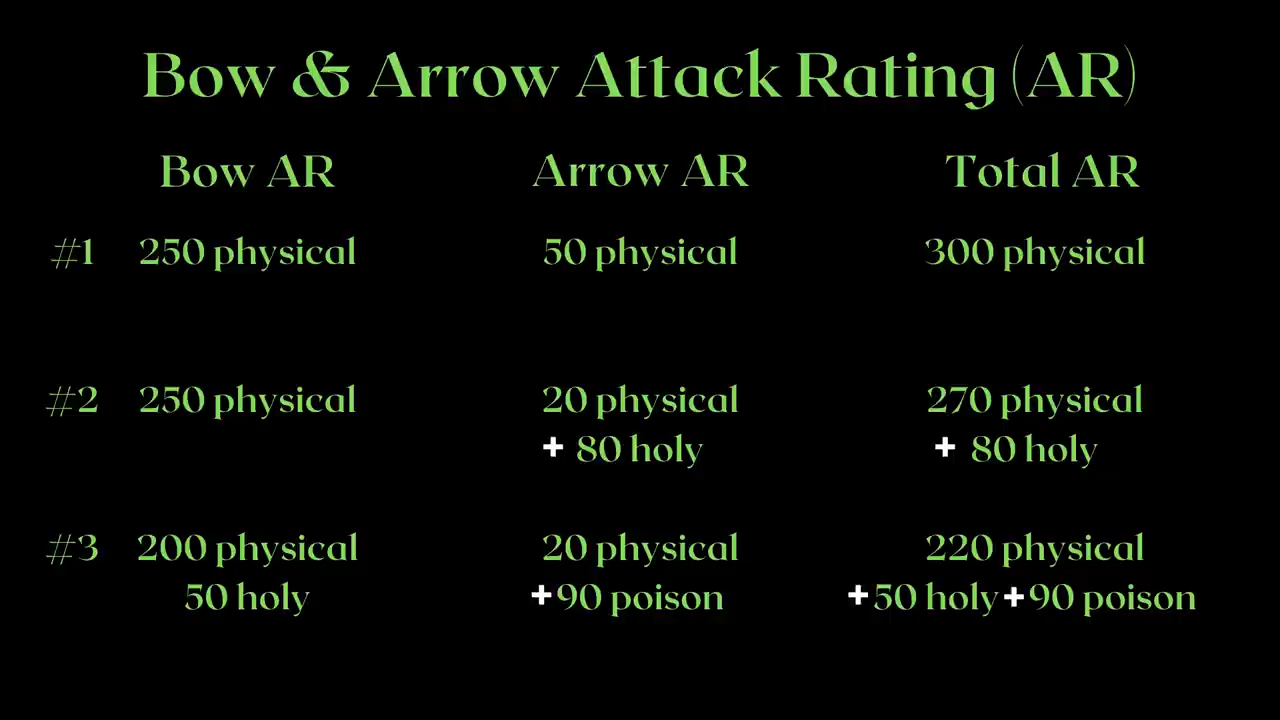 Bow & Arrow Attack Rating (AR)
Bow AR Arrow AR Total AR
#1 250 physical 50 physical 300 physical
#2 250 physical 20 physical 270 physical
+ 80 holy + 80 holy
#3 200 physical 20 physical 220 physical
50 holy +90 poison +50 holy +90 poison